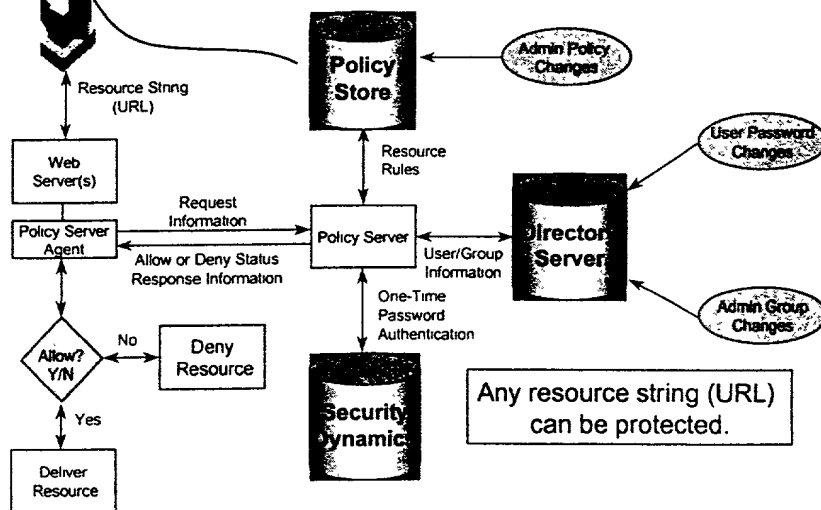 Policy
Store
Admin Policy
Changes
Resource String
(URL)
Web
Server(s)
Resource
Rules
User Password
Changes
Request
Information
Policy Server
Agent
Policy Server
Allow or Deny Status
Response Information
User/Group
Information
Director
Server
One-Time
Password
Authentication
Admin Group
Changes
Allow?
Y/N
No
Deny
Resource
Yes
Security
Dynamic
Any resource string (URL)
can be protected.
Deliver
Resource